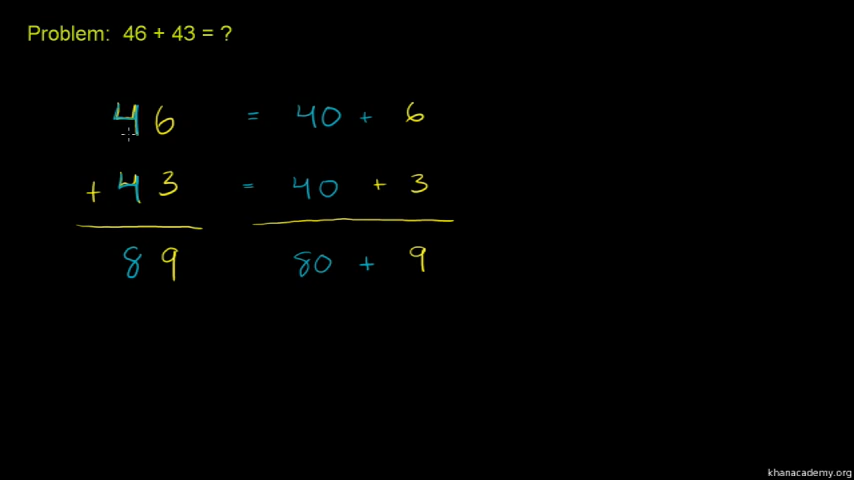 Problem: 46 + 43 = ?
46 = 40 + 6
+ 43 = 40 + 3
89 80 + 9
khanacademy.org